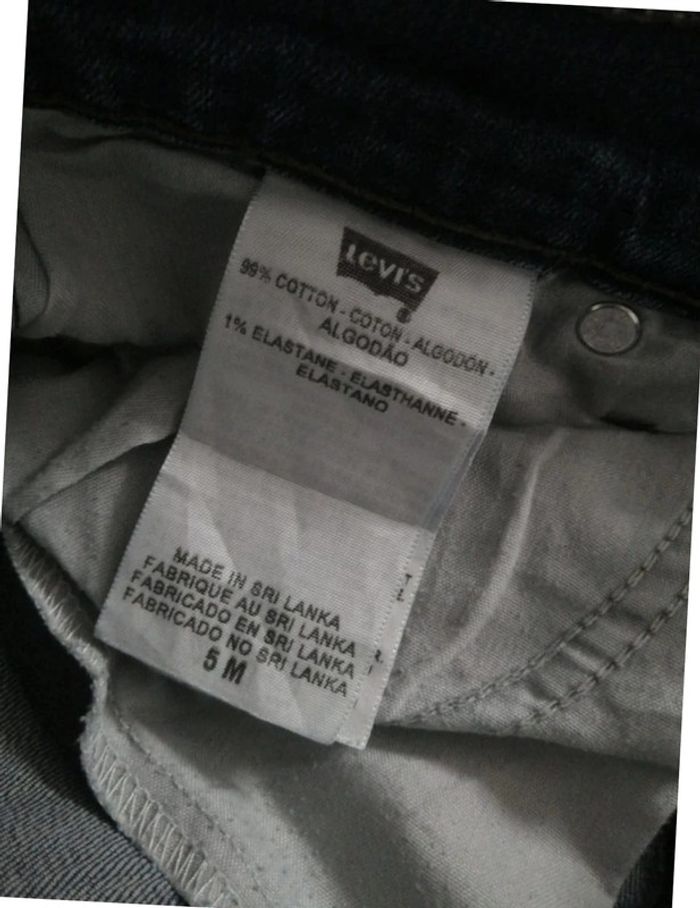 Levi's
®
99% COTTON - COTON - ALGODÓN -
ALGODÃO
1% ELASTANE - ELASTHANNE -
ELASTANO
MADE IN SRI LANKA
FABRIQUE AU SRI LANKA
FABRICADO EN SRI LANKA
FABRICADO NO SRI LANKA
5 M